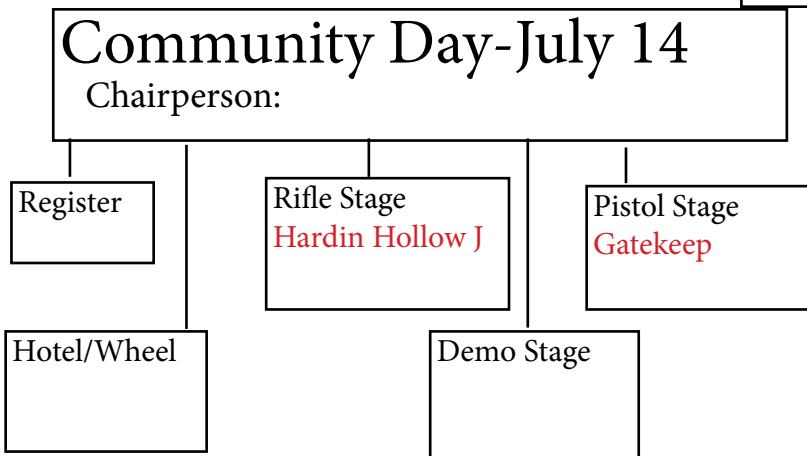 Community Day-July 14
Chairperson:
Register
Rifle Stage
Hardin Hollow J
Pistol Stage
Gatekeep
Hotel/Wheel
Demo Stage